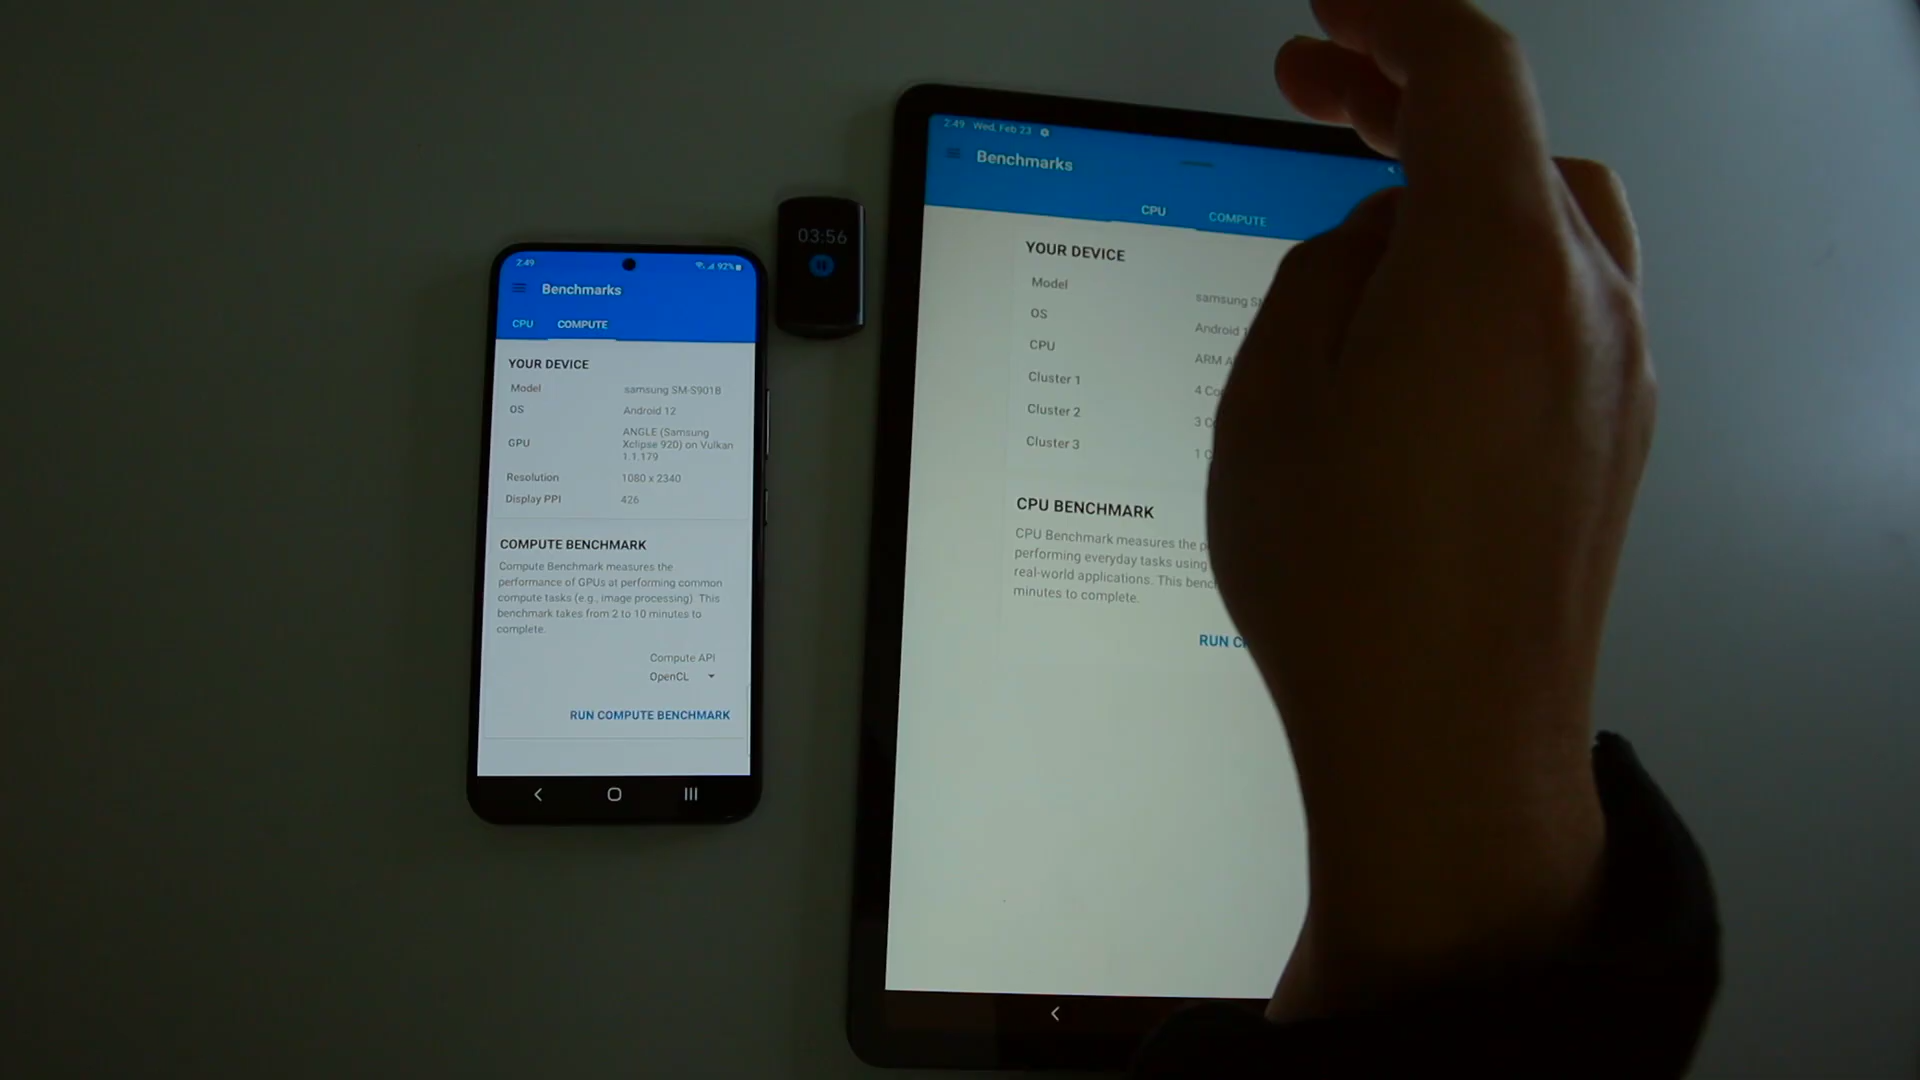 2:49
92%
Benchmarks
CPU
COMPUTE
YOUR DEVICE
Model
samsung SM-S901B
OS
Android 12
GPU
ANGLE (Samsung
Xclipse 920) on Vulkan
1.1.179
Resolution
1080 x 2340
Display PPI
426
COMPUTE BENCHMARK
Compute Benchmark measures the
performance of GPUs at performing common
compute tasks (e.g., image processing). This
benchmark takes from 2 to 10 minutes to
complete.
Compute API
OpenCL
RUN COMPUTE BENCHMARK
03:56
2:49 Wed, Feb 23
Benchmarks
CPU
COMPUTE
YOUR DEVICE
Model
samsung
OS
Android
CPU
ARM
Cluster 1
4
Cluster 2
3
Cluster 3
1
CPU BENCHMARK
CPU Benchmark measures the
performing everyday tasks using
real-world applications. This
minutes to complete.
RUN